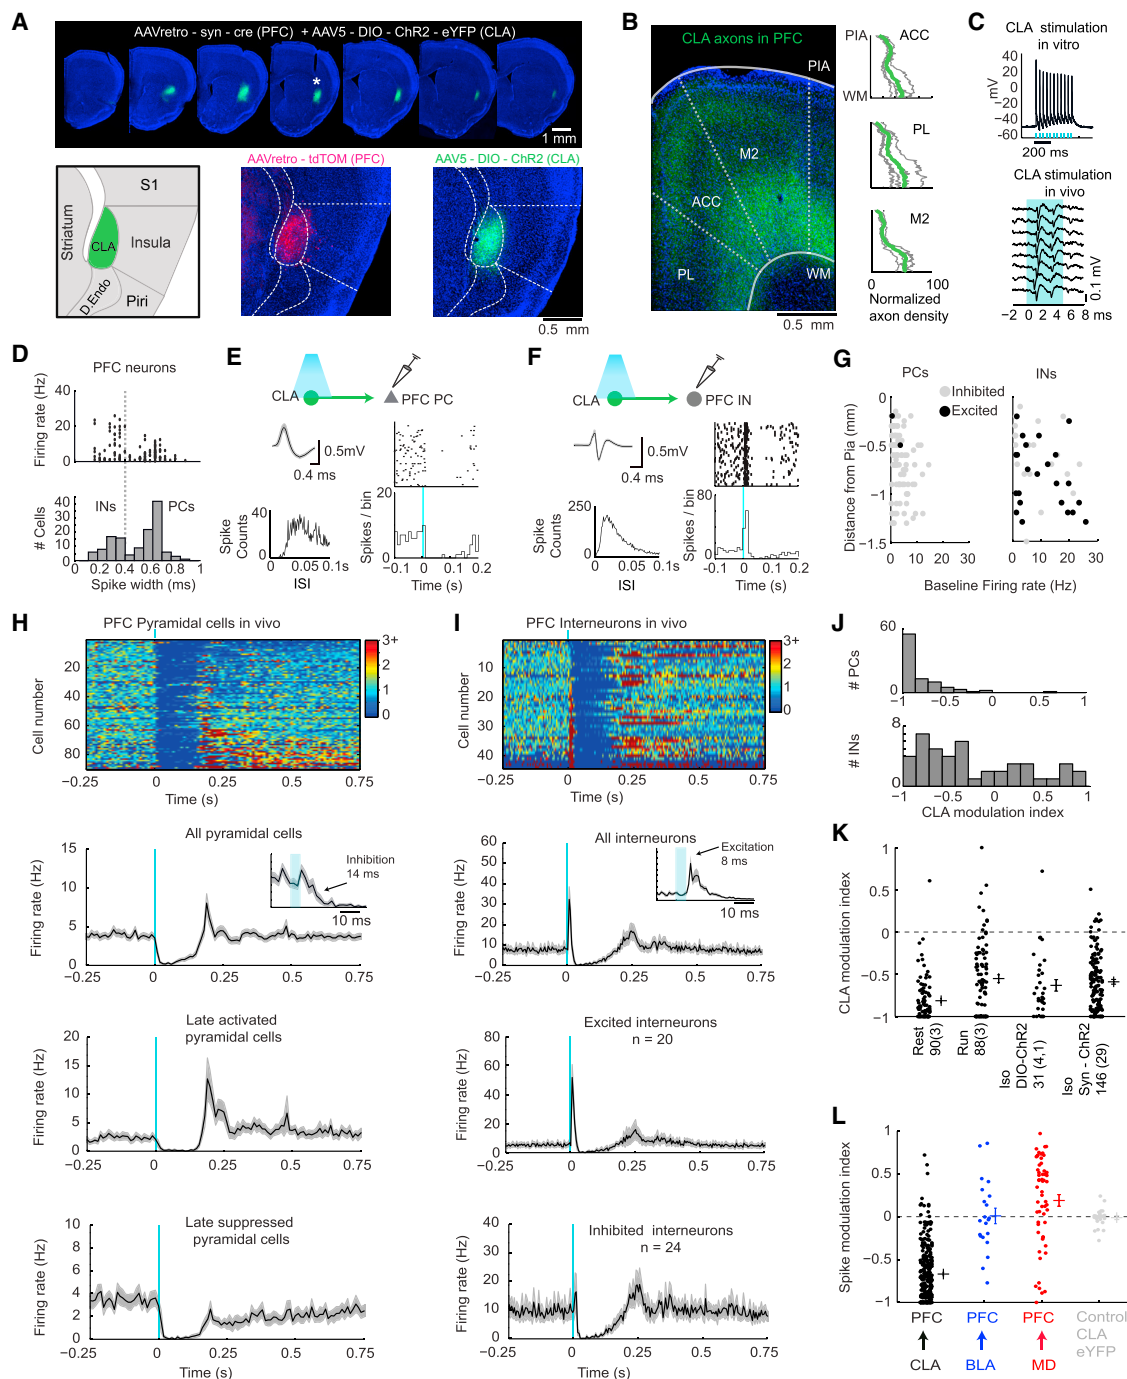 A
AAVretro - syn - cre (PFC) + AAV5 - DIO - ChR2 - eYFP (CLA)
*
1 mm
S1
Striatum
CLA
Insula
D.Endo
Piri
AAVretro - tdTOM (PFC)
AAV5 - DIO - ChR2 (CLA)
0.5 mm
B
CLA axons in PFC
PIA
M2
ACC
PL
WM
0.5 mm
PIA
ACC
WM
PL
M2
0 100
Normalized
axon density
C
CLA stimulation
in vitro
mV
80
40
20
0
−20
−40
−60
200 ms
CLA stimulation
in vivo
0.1 mV
−2 0 2 4 6 8 ms
D
PFC neurons
Firing rate (Hz)
40
20
0
# Cells
40
20
10
0
INs
PCs
0 0.2 0.4 0.6 0.8 1
Spike width (ms)
E
CLA
PFC PC
0.5mV
0.4 ms
Spike
Counts
40
0
0 0.1s
ISI
Spikes / bin
40
0
−0.1 0 0.1 0.2
Time (s)
F
CLA
PFC IN
0.5mV
0.4 ms
Spike
Counts
250
0
0 0.1s
ISI
Spikes / bin
80
0
−0.1 0 0.1 0.2
Time (s)
G
PCs
INs
Inhibited
Excited
Distance from Pia (mm)
0
−0.5
−1
−1.5
0 10 20 30
0 10 20 30
Baseline Firing rate (Hz)
H
PFC Pyramidal cells in vivo
Cell number
20
40
60
80
3+
2
1
0
−0.25 0 0.25 0.5 0.75
Time (s)
All pyramidal cells
Firing rate (Hz)
15
10
5
0
Inhibition
14 ms
10 ms
−0.25 0 0.25 0.5 0.75
Time (s)
Late activated
pyramidal cells
Firing rate (Hz)
20
15
10
5
0
−0.25 0 0.25 0.5 0.75
Time (s)
Late suppressed
pyramidal cells
Firing rate (Hz)
10
8
6
4
2
0
−0.25 0 0.25 0.5 0.75
Time (s)
I
PFC Interneurons in vivo
Cell number
10
20
30
40
3+
2
1
0
−0.25 0 0.25 0.5 0.75
Time (s)
All interneurons
Firing rate (Hz)
60
50
40
30
20
10
0
Excitation
8 ms
10 ms
−0.25 0 0.25 0.5 0.75
Time (s)
Excited interneurons
n = 20
Firing rate (Hz)
80
60
40
20
0
−0.25 0 0.25 0.5 0.75
Time (s)
Inhibited interneurons
n = 24
Firing rate (Hz)
40
20
0
−0.25 0 0.25 0.5 0.75
Time (s)
J
# PCs
60
0
−1 −0.5 0 0.5 1
# INs
8
0
−1 −0.5 0 0.5 1
CLA modulation index
K
CLA modulation index
1
0.5
0
−0.5
−1
Rest
90(3)
Run
88(3)
Iso
DIO-ChR2
31 (4,1)
Iso
Syn - ChR2
146 (29)
L
Spike modulation index
1
0.5
0
−0.5
−1
PFC PFC PFC Control
CLA
eYFP
CLA BLA MD